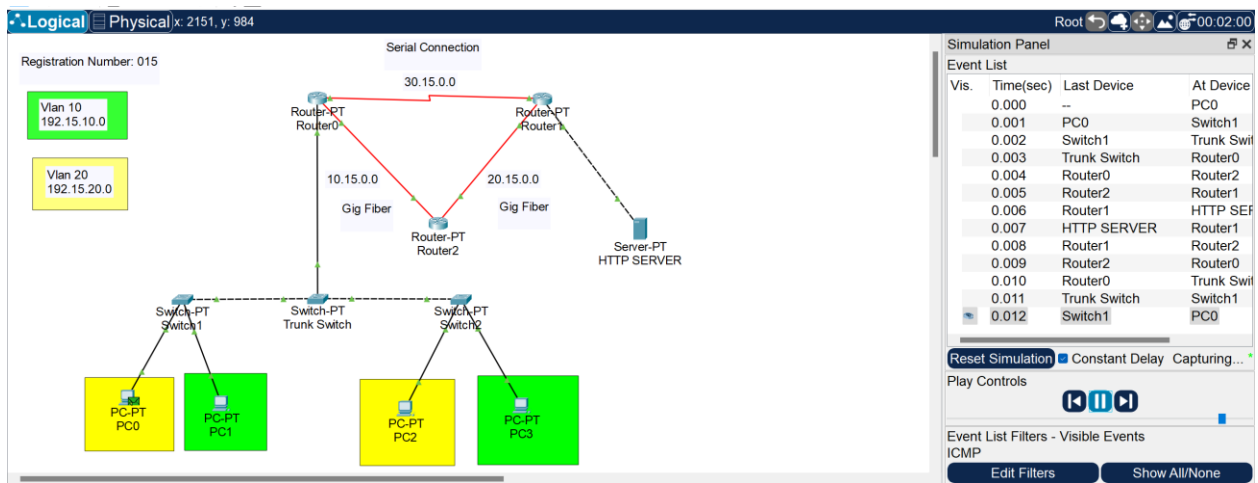 Logical Physical x: 2151, y: 984 Root 00:02:00
Serial Connection
Registration Number: 015
30.15.0.0
Vlan 10
192.15.10.0
Router-PT
Router0
Router-PT
Router1
Vlan 20
192.15.20.0
10.15.0.0
20.15.0.0
Gig Fiber
Gig Fiber
Router-PT
Router2
Server-PT
HTTP SERVER
Switch-PT
Switch1
Switch-PT
Trunk Switch
Switch-PT
Switch2
PC-PT
PC0
PC-PT
PC1
PC-PT
PC2
PC-PT
PC3
Simulation Panel
Event List
Vis. Time(sec) Last Device At Device
0.000 -- PC0
0.001 PC0 Switch1
0.002 Switch1 Trunk Swit
0.003 Trunk Switch Router0
0.004 Router0 Router2
0.005 Router2 Router1
0.006 Router1 HTTP SEF
0.007 HTTP SERVER Router1
0.008 Router1 Router2
0.009 Router2 Router0
0.010 Router0 Trunk Swit
0.011 Trunk Switch Switch1
0.012 Switch1 PC0
Reset Simulation Constant Delay Capturing... *
Play Controls
Event List Filters - Visible Events
ICMP
Edit Filters Show All/None